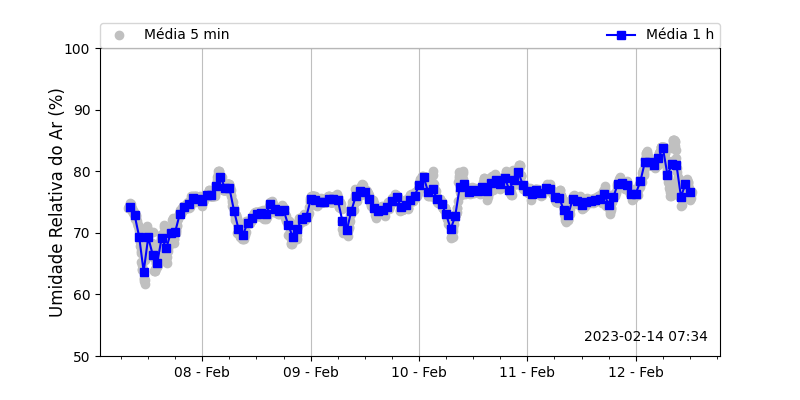 Média 5 min
Média 1 h
100
90
80
70
60
50
Umidade Relativa do Ar (%)
2023-02-14 07:34
08 - Feb
09 - Feb
10 - Feb
11 - Feb
12 - Feb